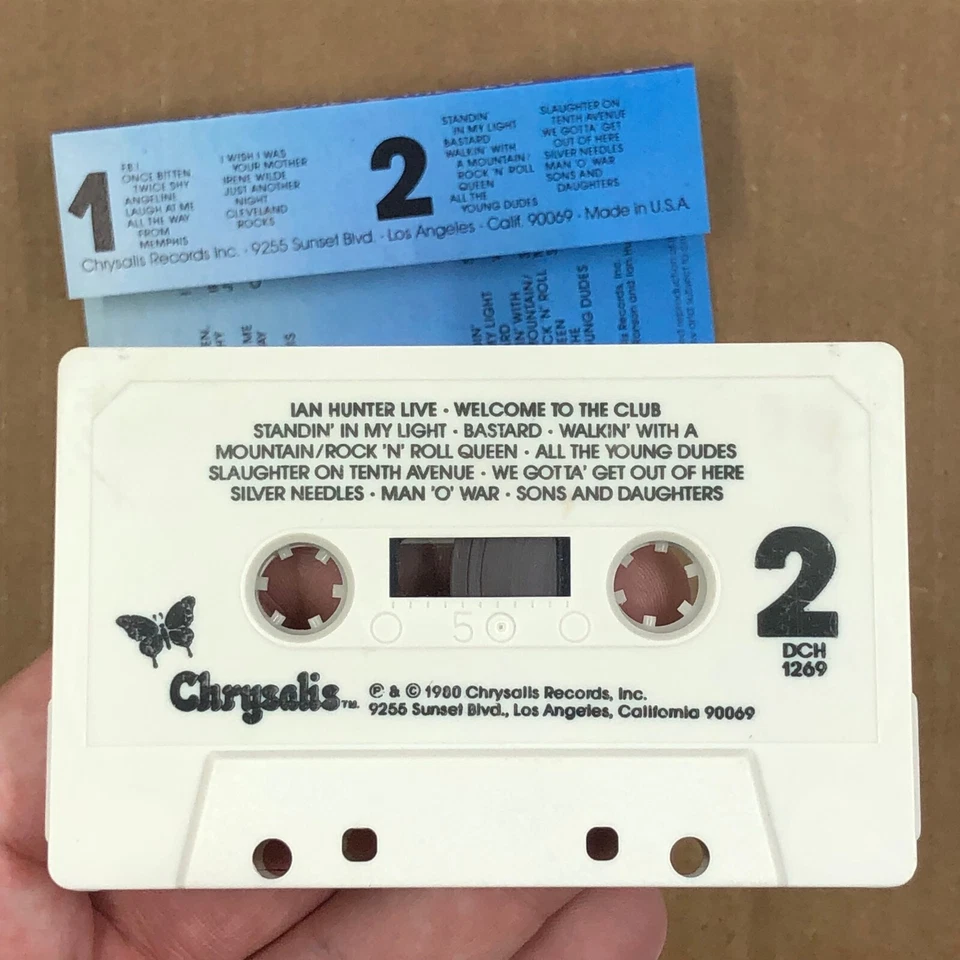 1
F.B.I.
ONCE BITTEN
TWICE SHY
ANGELINE
LAUGH AT ME
ALL THE WAY
FROM
MEMPHIS
I WISH I WAS
YOUR MOTHER
IRENE WILDE
JUST ANOTHER
NIGHT
CLEVELAND
ROCKS
2
STANDIN'
IN MY LIGHT
BASTARD
WALKIN' WITH
A MOUNTAIN/
ROCK 'N' ROLL
QUEEN
ALL THE
YOUNG DUDES
SLAUGHTER ON
TENTH AVENUE
WE GOTTA' GET
OUT OF HERE
SILVER NEEDLES
MAN 'O' WAR
SONS AND
DAUGHTERS
Chrysalis Records Inc. · 9255 Sunset Blvd. · Los Angeles · Calif. 90069 · Made in U.S.A.
IAN HUNTER LIVE · WELCOME TO THE CLUB
STANDIN' IN MY LIGHT · BASTARD · WALKIN' WITH A
MOUNTAIN/ROCK 'N' ROLL QUEEN · ALL THE YOUNG DUDES
SLAUGHTER ON TENTH AVENUE · WE GOTTA' GET OUT OF HERE
SILVER NEEDLES · MAN 'O' WAR · SONS AND DAUGHTERS
50
2
DCH
1269
Chrysalis TM.
℗ & © 1980 Chrysalis Records, Inc.
9255 Sunset Blvd., Los Angeles, California 90069